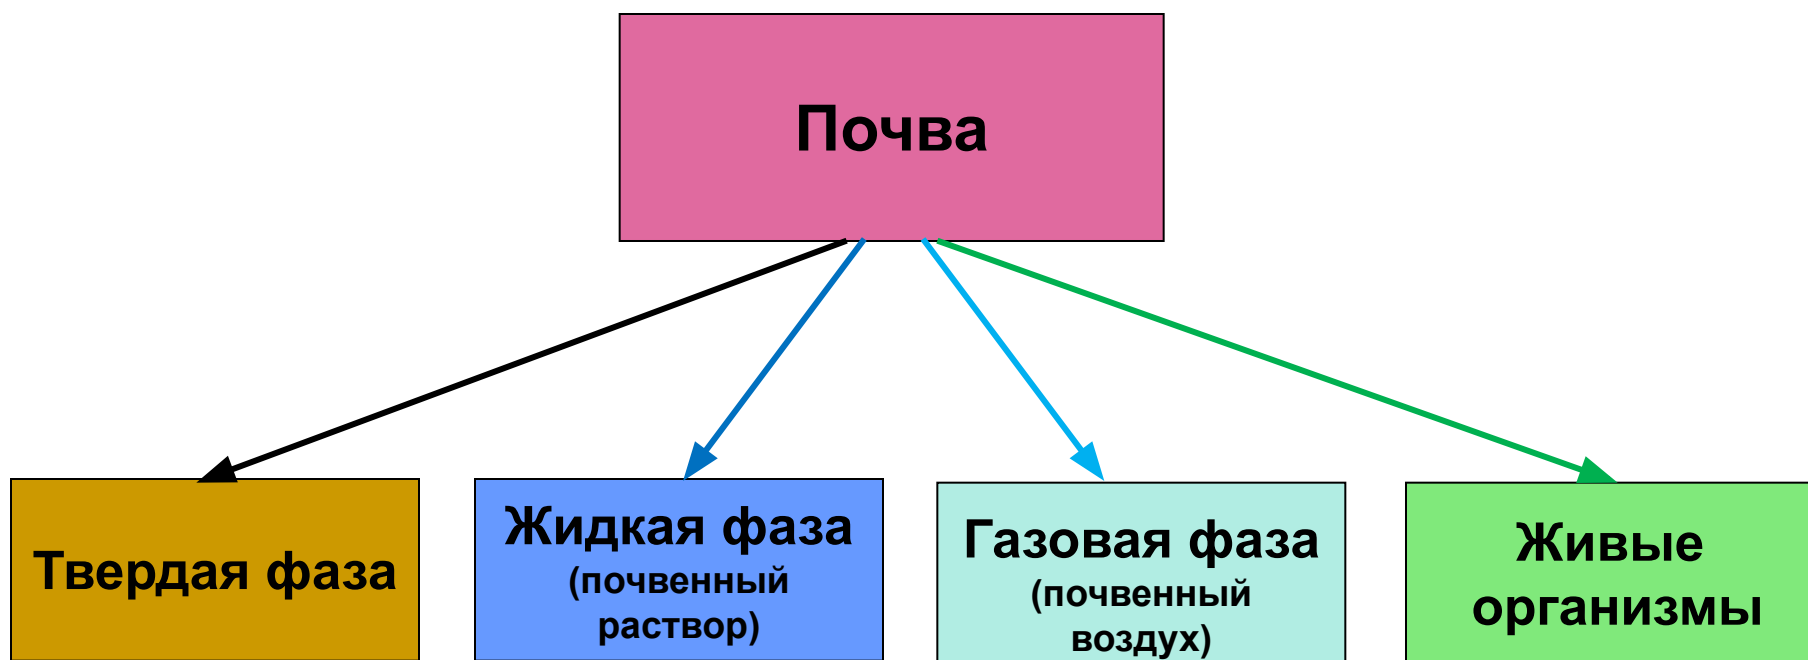 Почва
Твердая фаза
Жидкая фаза
(почвенный
раствор)
Газовая фаза
(почвенный
воздух)
Живые
организмы